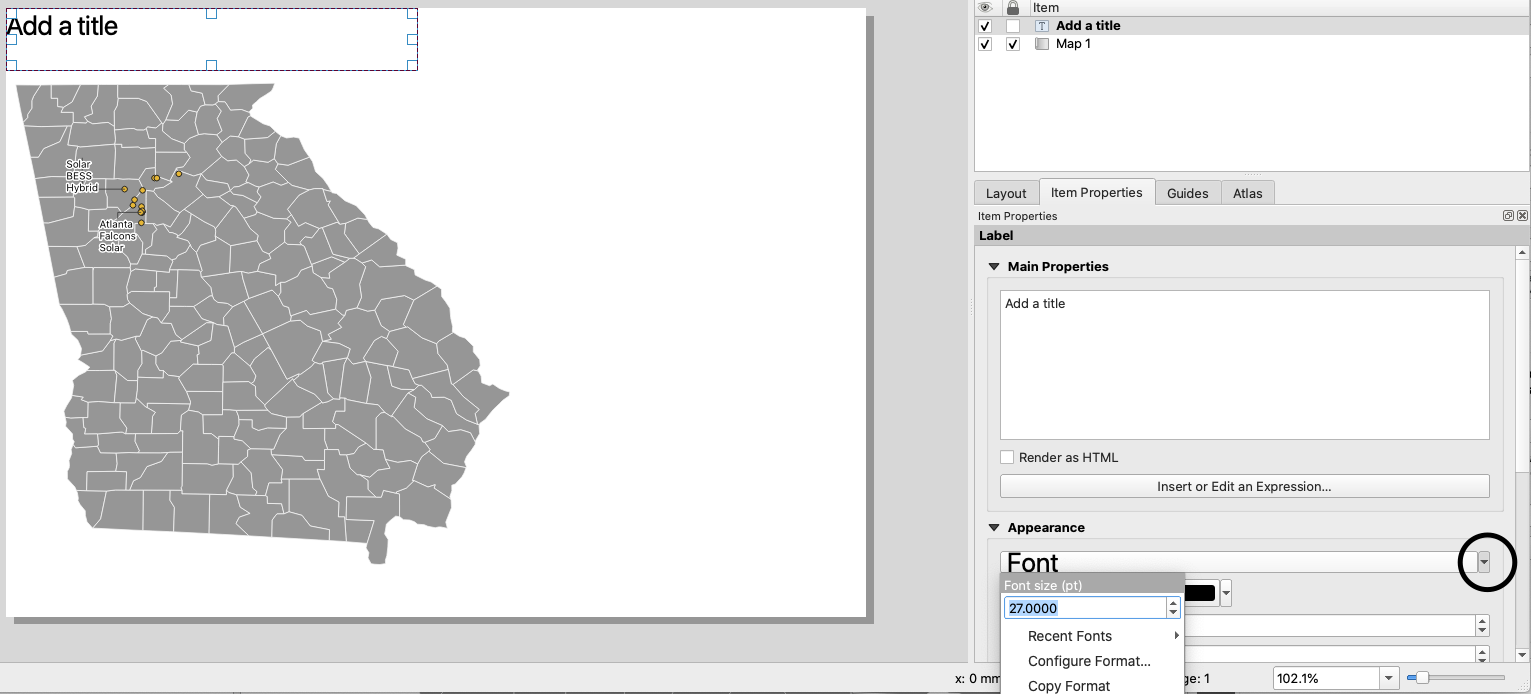 Add a title
Solar
BESS
Hybrid
Atlanta
Falcons
Solar
Item
T Add a title
Map 1
Layout
Item Properties
Guides
Atlas
Item Properties
Label
Main Properties
Add a title
Render as HTML
Insert or Edit an Expression...
Appearance
Font
Font size (pt)
27.0000
Recent Fonts
Configure Format...
Copy Format
x: 0 mm
ge: 1
102.1%